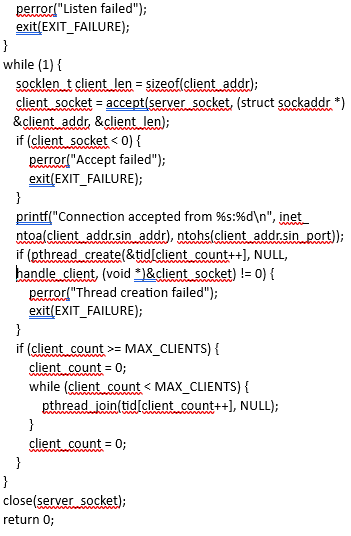 perror("Listen failed");
exit(EXIT_FAILURE);
}
while (1) {
socklen_t client_len = sizeof(client_addr);
client_socket = accept(server_socket, (struct sockaddr *)
&client_addr, &client_len);
if (client_socket < 0) {
perror("Accept failed");
exit(EXIT_FAILURE);
}
printf("Connection accepted from %s:%d\n", inet_
ntoa(client_addr.sin_addr), ntohs(client_addr.sin_port));
if (pthread_create(&tid[client_count++], NULL,
handle_client, (void *)&client_socket) != 0) {
perror("Thread creation failed");
exit(EXIT_FAILURE);
}
if (client_count >= MAX_CLIENTS) {
client_count = 0;
while (client_count < MAX_CLIENTS) {
pthread_join(tid[client_count++], NULL);
}
client_count = 0;
}
}
close(server_socket);
return 0;